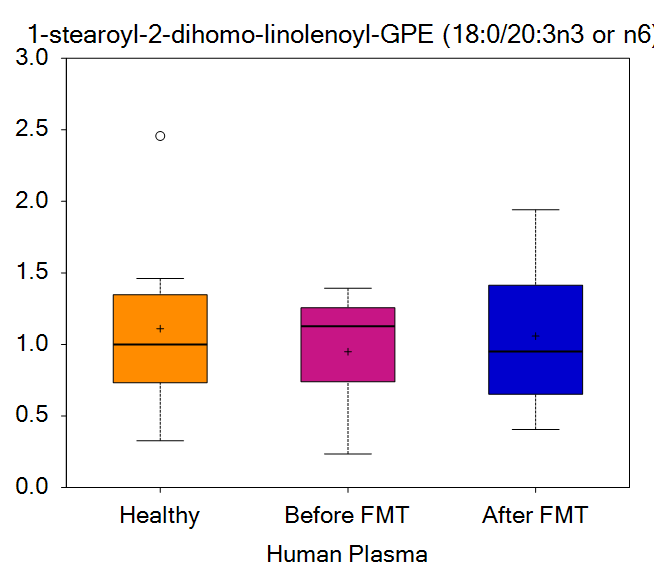 1-stearoyl-2-dihomo-linolenoyl-GPE (18:0/20:3n3 or n6)
3.0
2.5
2.0
1.5
1.0
0.5
0.0
Healthy
Before FMT
After FMT
Human Plasma